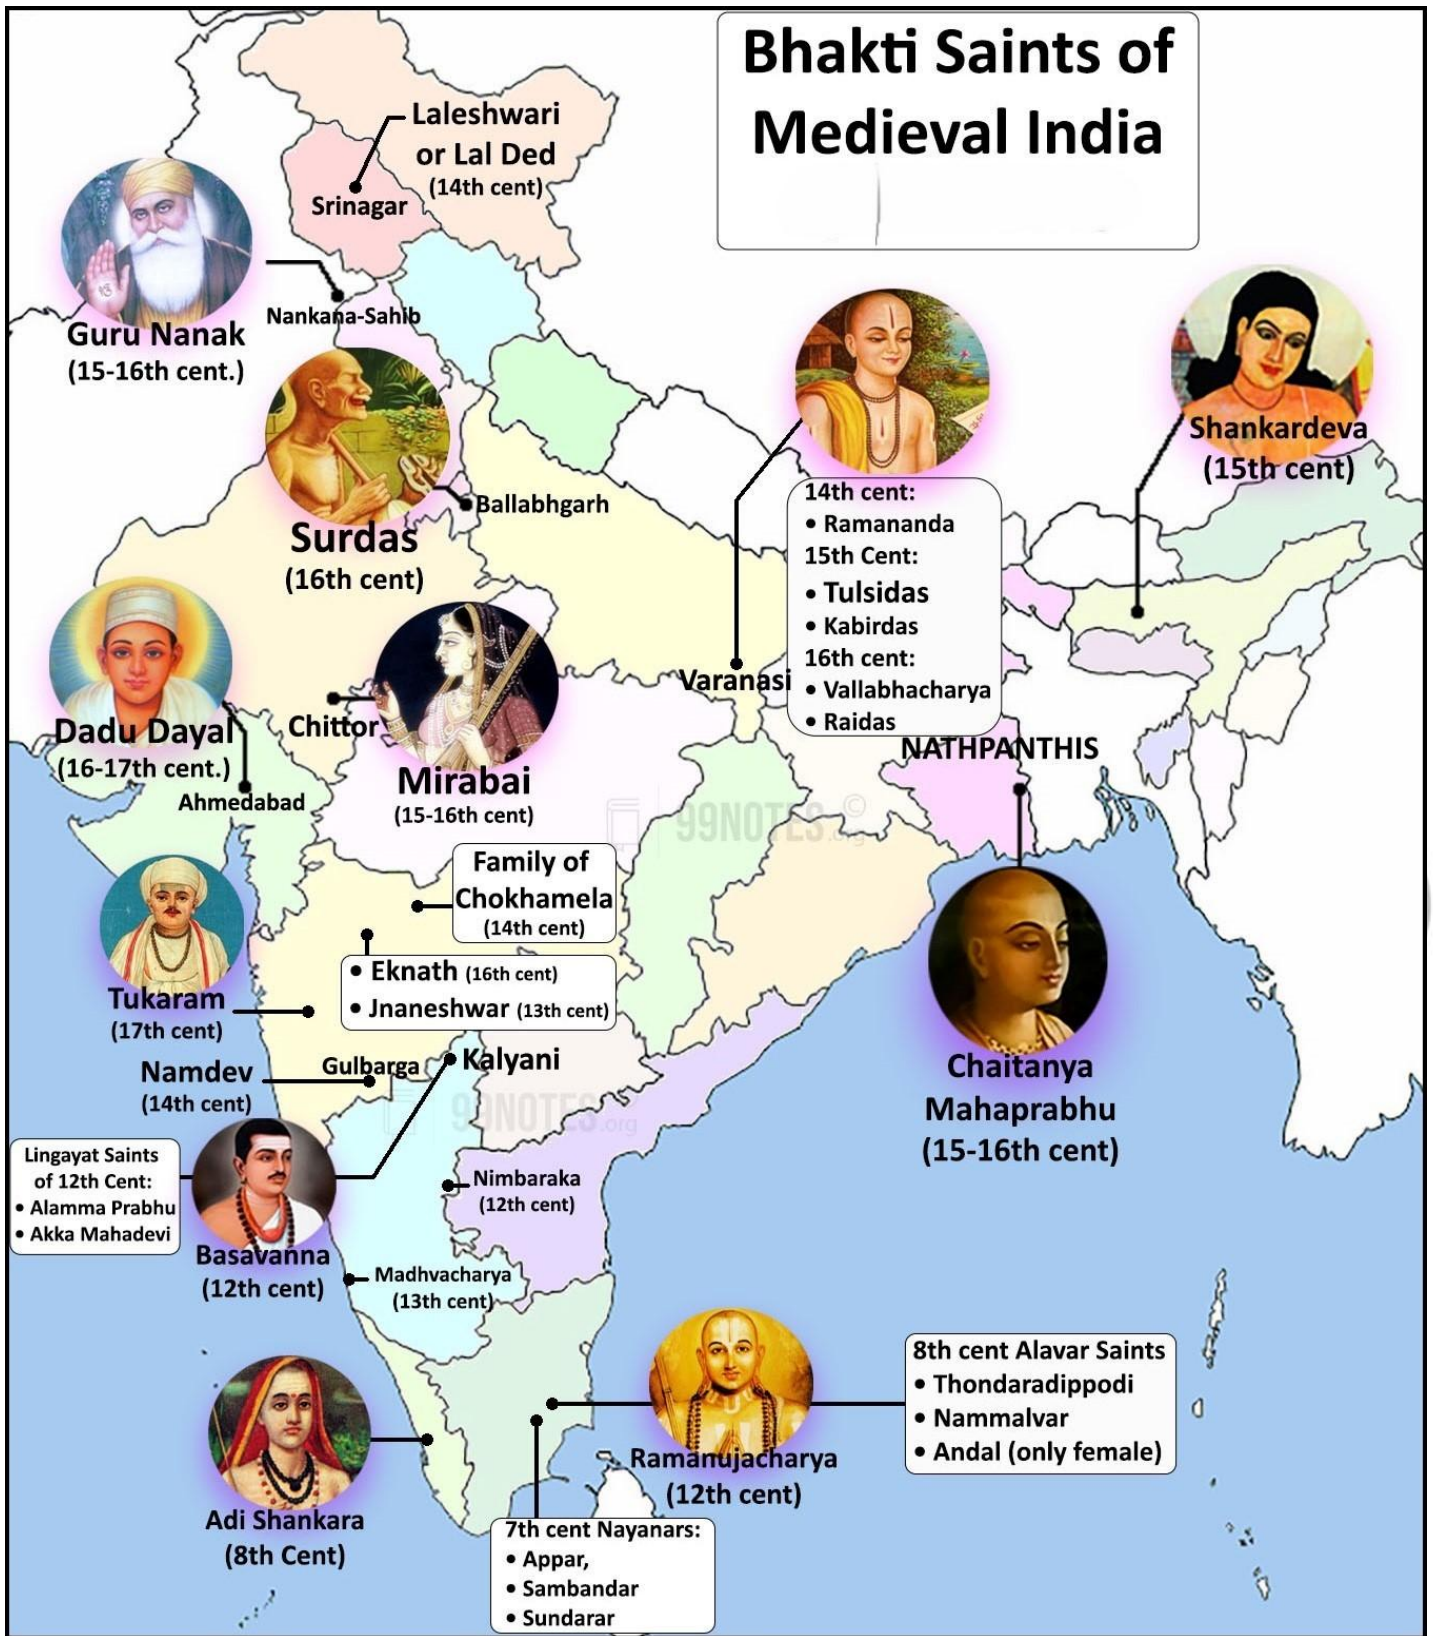 Bhakti Saints of
Medieval India
Laleshwari
or Lal Ded
(14th cent)
Srinagar
Guru Nanak
(15-16th cent.)
Nankana-Sahib
Surdas
(16th cent)
Ballabhgarh
Shankardeva
(15th cent)
14th cent:
• Ramananda
15th Cent:
• Tulsidas
• Kabirdas
16th cent:
• Vallabhacharya
• Raidas
Varanasi
NATHPANTHIS
Dadu Dayal
(16-17th cent.)
Ahmedabad
Chittor
Mirabai
(15-16th cent)
99NOTES.org
©
Family of
Chokhamela
(14th cent)
• Eknath (16th cent)
• Jnaneshwar (13th cent)
Tukaram
(17th cent)
Namdev
(14th cent)
Gulbarga
Kalyani
99NOTES.org
Chaitanya
Mahaprabhu
(15-16th cent)
Lingayat Saints
of 12th Cent:
• Alamma Prabhu
• Akka Mahadevi
Basavanna
(12th cent)
Nimbaraka
(12th cent)
Madhvacharya
(13th cent)
Ramanujacharya
(12th cent)
8th cent Alavar Saints
• Thondaradippodi
• Nammalvar
• Andal (only female)
Adi Shankara
(8th Cent)
7th cent Nayanars:
• Appar,
• Sambandar
• Sundarar